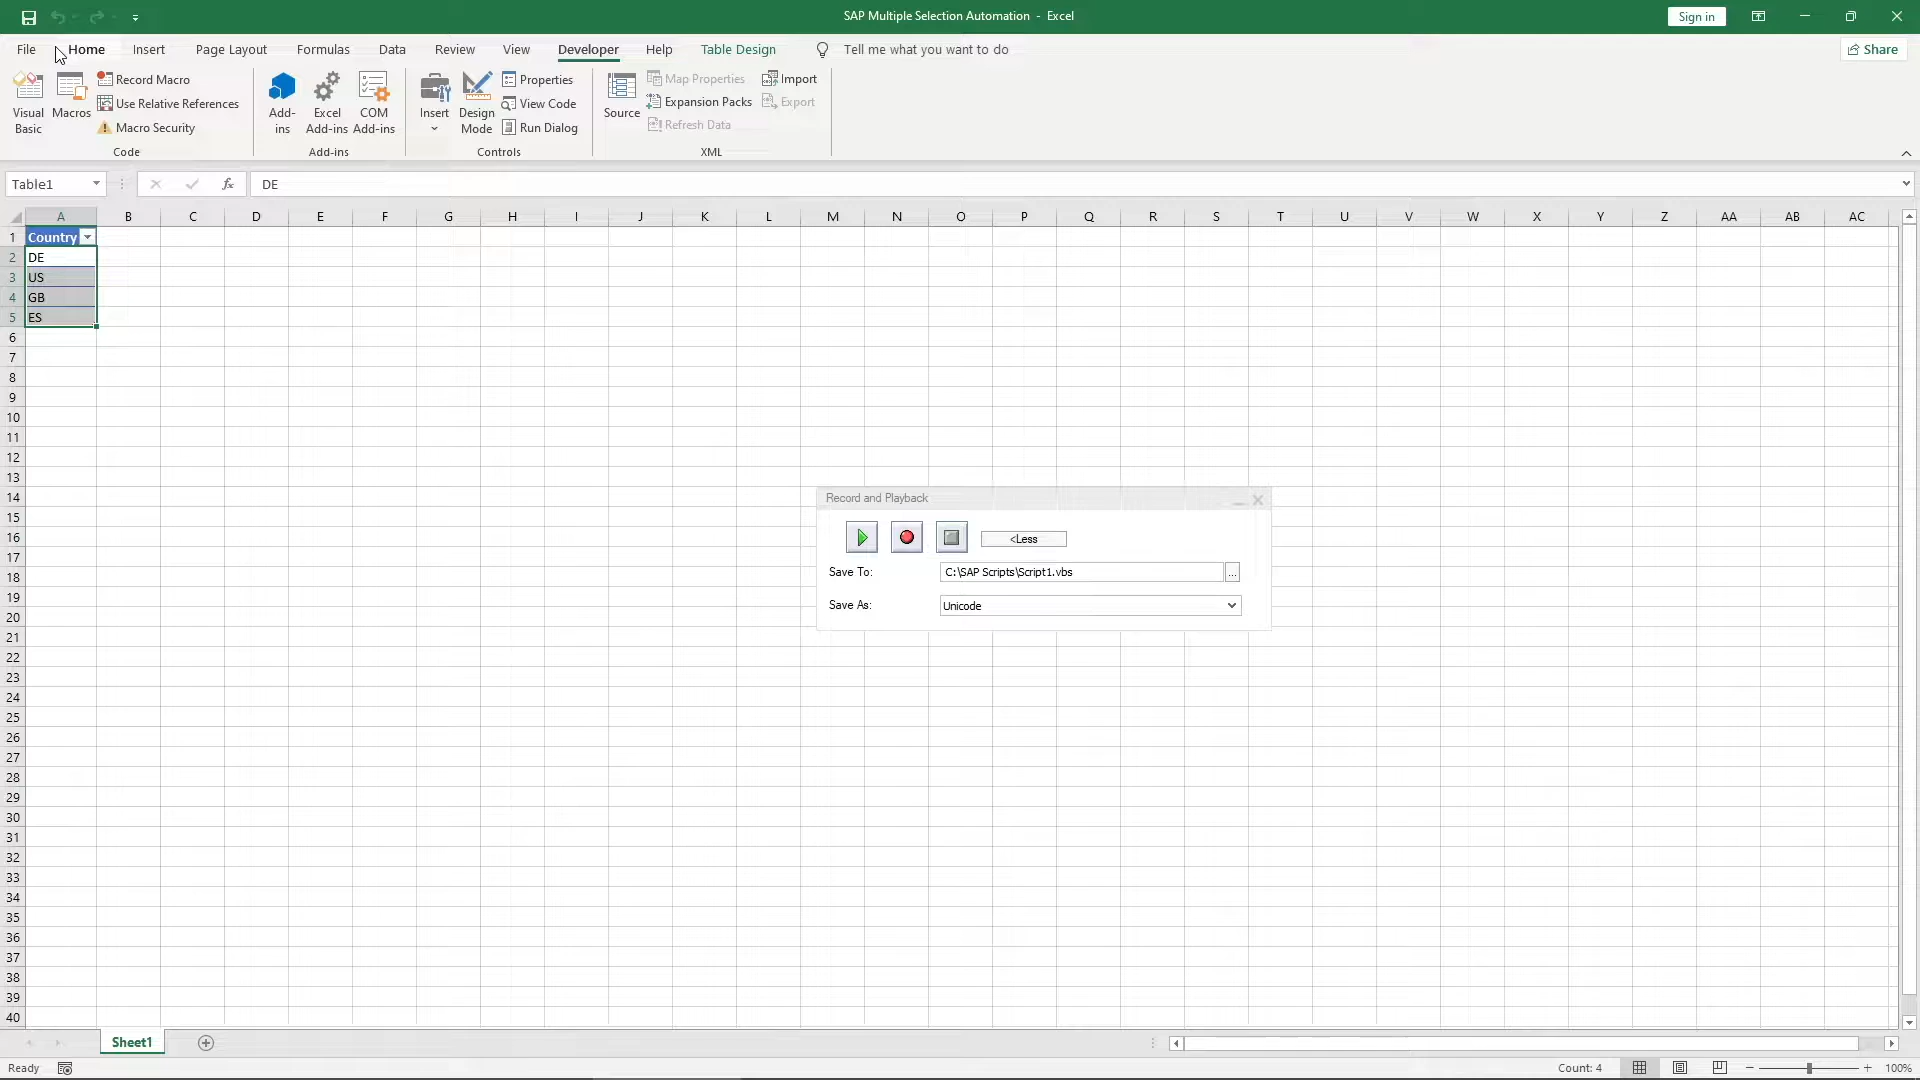 SAP Multiple Selection Automation - Excel
Sign in
File Home Insert Page Layout Formulas Data Review View Developer Help Table Design Tell me what you want to do Share
Visual Basic
Macros
Record Macro
Use Relative References
Macro Security
Code
Add-ins
Excel Add-ins
COM Add-ins
Add-ins
Insert
Design Mode
Properties
View Code
Run Dialog
Controls
Source
Map Properties
Expansion Packs
Refresh Data
Import
Export
XML
Table1 fx DE
A B C D E F G H I J K L M N O P Q R S T U V W X Y Z AA AB AC
1 Country
2 DE
3 US
4 GB
5 ES
6
7
8
9
10
11
12
13
14
15
16
17
18
19
20
21
22
23
24
25
26
27
28
29
30
31
32
33
34
35
36
37
38
39
40
Record and Playback
<Less
Save To: C:\SAP Scripts\Script1.vbs ...
Save As: Unicode
Sheet1
Ready Count: 4 100%